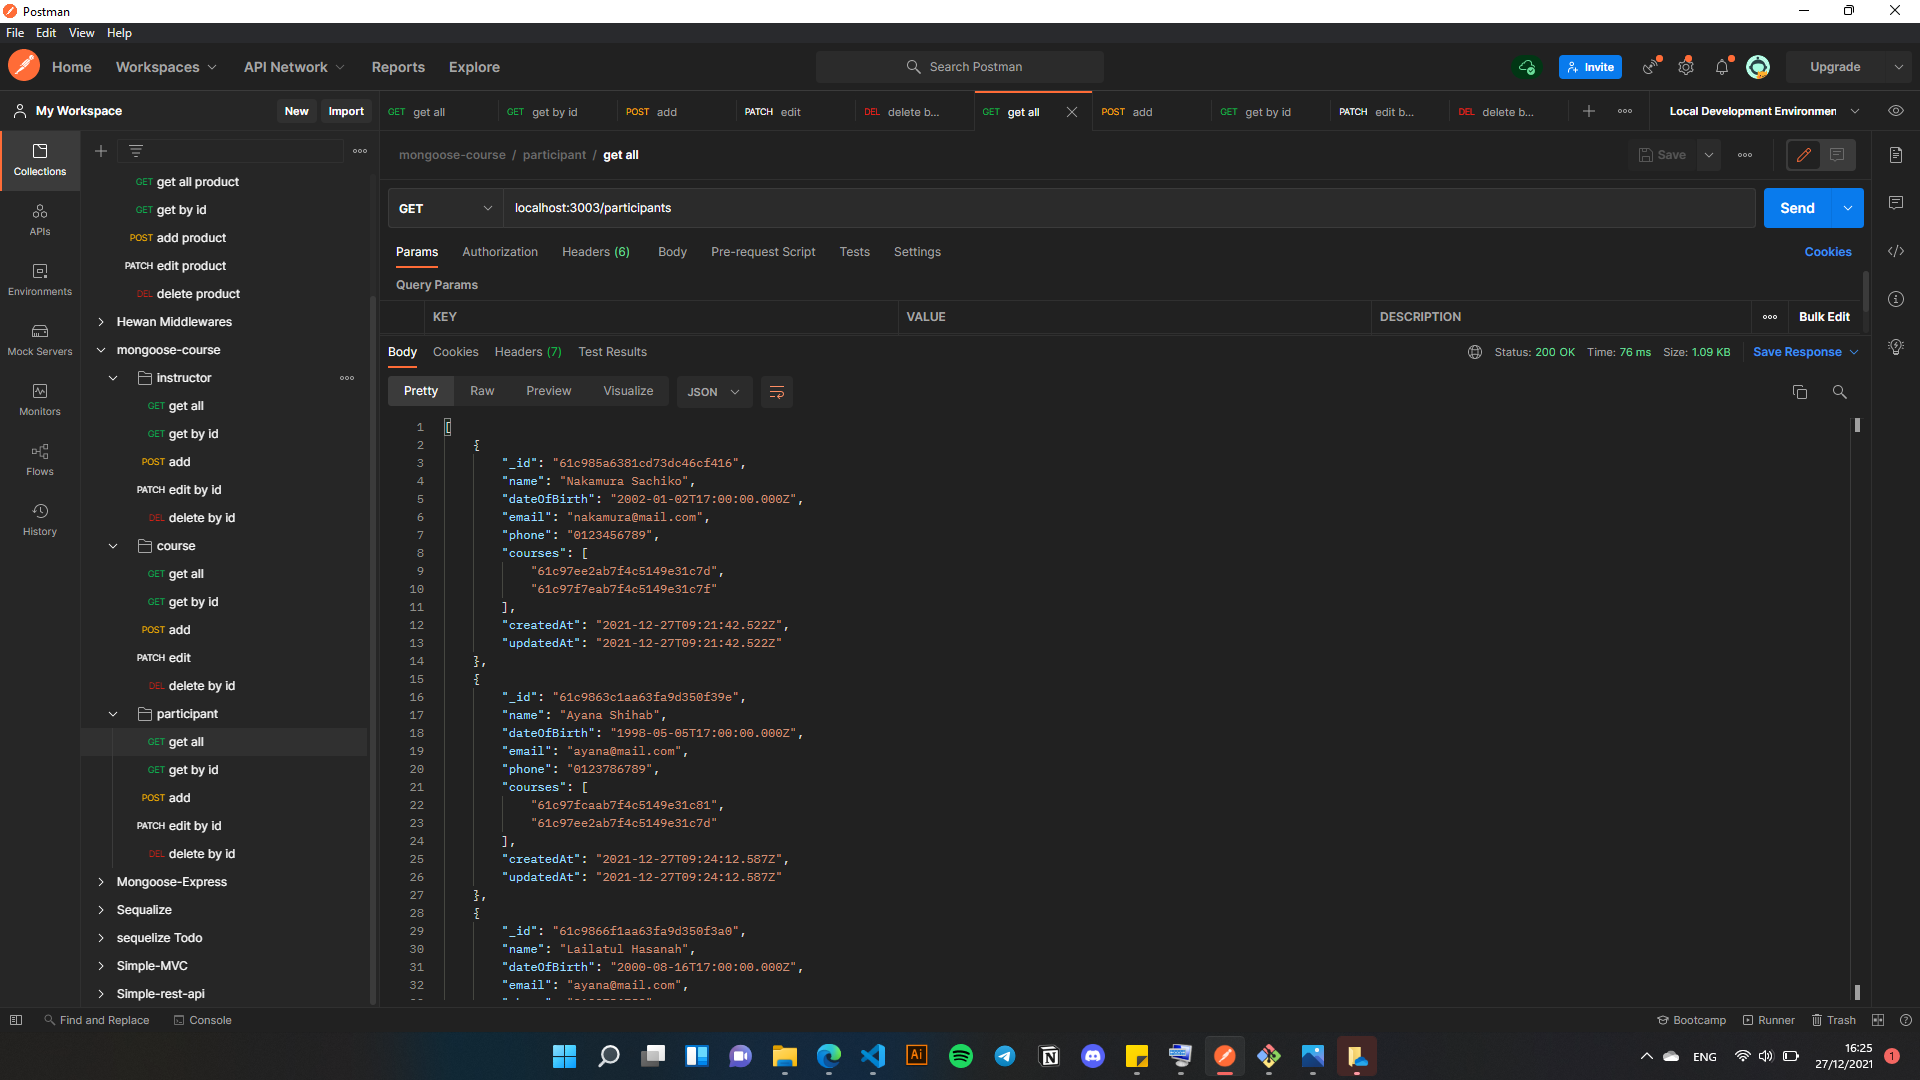 Postman
File Edit View Help
Home Workspaces API Network Reports Explore Search Postman Invite Upgrade
My Workspace New Import
GET get all GET get by id POST add PATCH edit DEL delete b... GET get all POST add GET get by id PATCH edit b... DEL delete b... Local Development Environmen
Collections
APIs
Environments
Mock Servers
Monitors
Flows
History
GET get all product
GET get by id
POST add product
PATCH edit product
DEL delete product
Hewan Middlewares
mongoose-course
instructor
GET get all
GET get by id
POST add
PATCH edit by id
DEL delete by id
course
GET get all
GET get by id
POST add
PATCH edit
DEL delete by id
participant
GET get all
GET get by id
POST add
PATCH edit by id
DEL delete by id
Mongoose-Express
Sequalize
sequelize Todo
Simple-MVC
Simple-rest-api
mongoose-course / participant / get all Save
GET localhost:3003/participants Send
Params Authorization Headers (6) Body Pre-request Script Tests Settings Cookies
Query Params
KEY VALUE DESCRIPTION Bulk Edit
Body Cookies Headers (7) Test Results Status: 200 OK Time: 76 ms Size: 1.09 KB Save Response
Pretty Raw Preview Visualize JSON
1 [
2 {
3 "_id": "61c985a6381cd73dc46cf416",
4 "name": "Nakamura Sachiko",
5 "dateOfBirth": "2002-01-02T17:00:00.000Z",
6 "email": "nakamura@mail.com",
7 "phone": "0123456789",
8 "courses": [
9 "61c97ee2ab7f4c5149e31c7d",
10 "61c97f7eab7f4c5149e31c7f"
11 ],
12 "createdAt": "2021-12-27T09:21:42.522Z",
13 "updatedAt": "2021-12-27T09:21:42.522Z"
14 },
15 {
16 "_id": "61c9863c1aa63fa9d350f39e",
17 "name": "Ayana Shihab",
18 "dateOfBirth": "1998-05-05T17:00:00.000Z",
19 "email": "ayana@mail.com",
20 "phone": "0123786789",
21 "courses": [
22 "61c97fcaab7f4c5149e31c81",
23 "61c97ee2ab7f4c5149e31c7d"
24 ],
25 "createdAt": "2021-12-27T09:24:12.587Z",
26 "updatedAt": "2021-12-27T09:24:12.587Z"
27 },
28 {
29 "_id": "61c9866f1aa63fa9d350f3a0",
30 "name": "Lailatul Hasanah",
31 "dateOfBirth": "2000-08-16T17:00:00.000Z",
32 "email": "ayana@mail.com",
Find and Replace Console Bootcamp Runner Trash
Ai ENG 16:25
27/12/2021 1